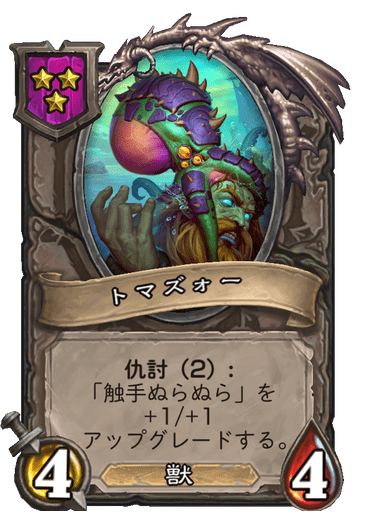 トマズォー
仇討（2）:
「触手ぬらぬら」を
+1/+1
アップグレードする。
4
獣
4